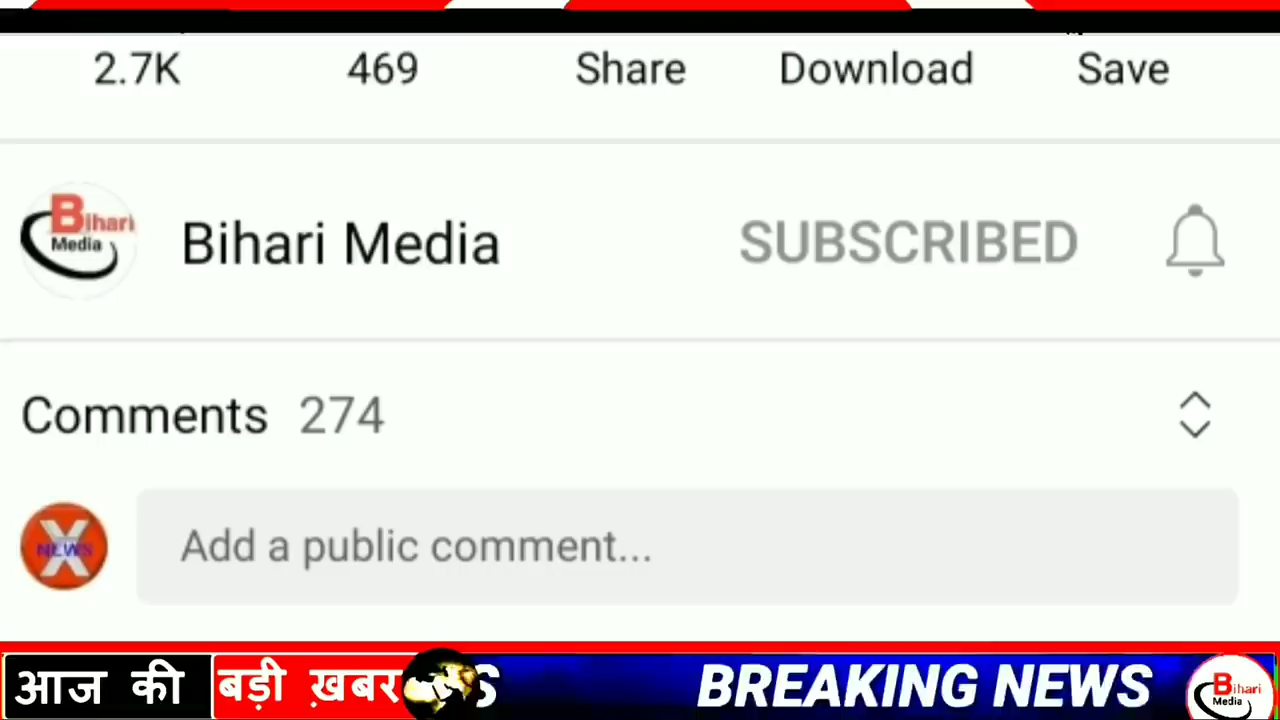 2.7K 469 Share Download Save
Bihari Media
Bihari Media SUBSCRIBED
Comments 274
X NEWS
Add a public comment...
आज की बड़ी ख़बर S BREAKING NEWS
Bihari Media